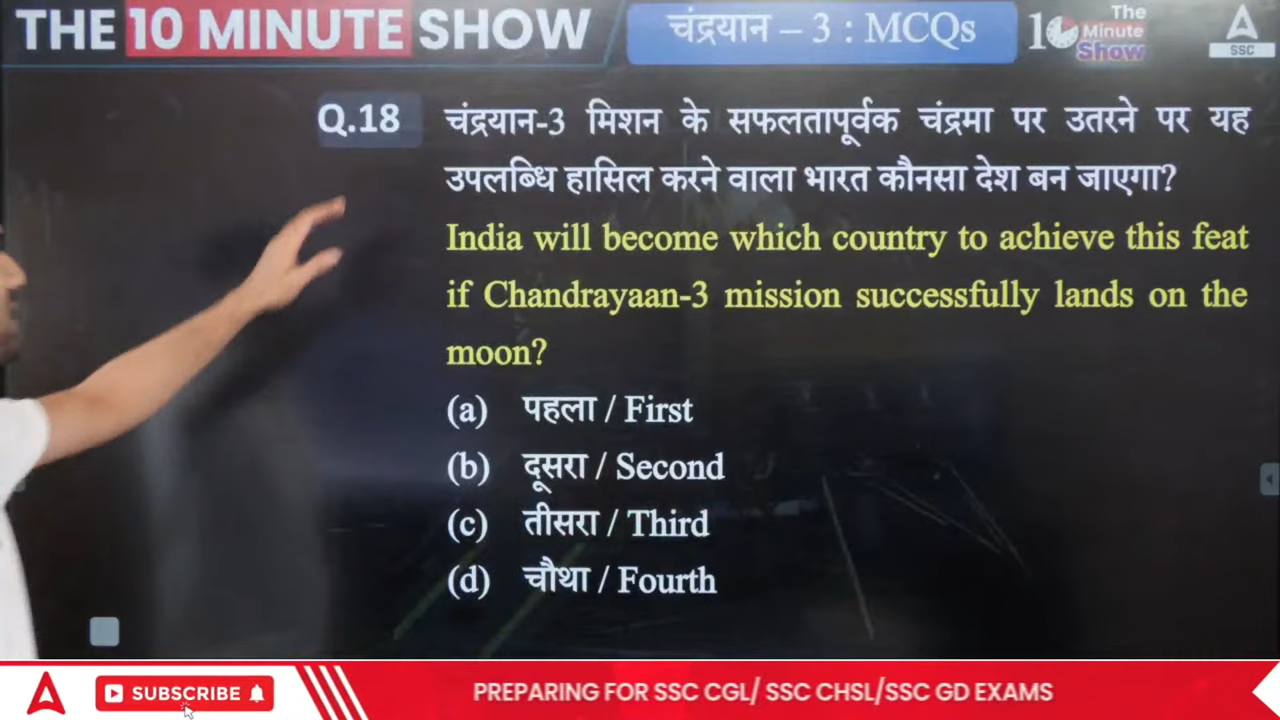 THE 10 MINUTE SHOW
चंद्रयान – 3 : MCQs
10 The Minute Show
SSC
Q.18 चंद्रयान-3 मिशन के सफलतापूर्वक चंद्रमा पर उतरने पर यह
उपलब्धि हासिल करने वाला भारत कौनसा देश बन जाएगा?
India will become which country to achieve this feat
if Chandrayaan-3 mission successfully lands on the
moon?
(a) पहला / First
(b) दूसरा / Second
(c) तीसरा / Third
(d) चौथा / Fourth
SUBSCRIBE
PREPARING FOR SSC CGL/ SSC CHSL/SSC GD EXAMS